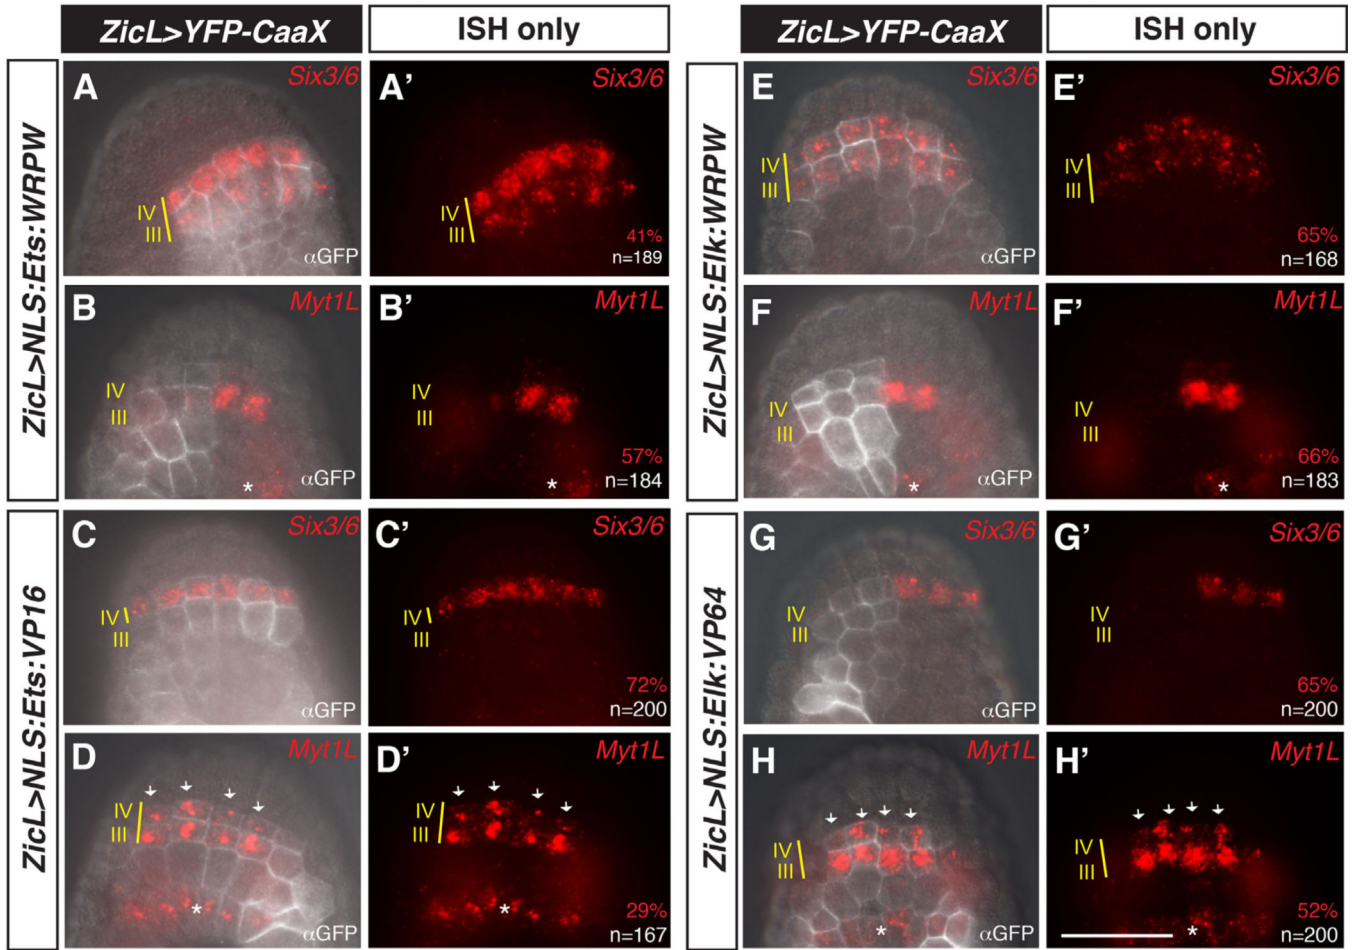 ZicL>YFP-CaaX
ISH only
ZicL>YFP-CaaX
ISH only
ZicL>NLS:Ets:WRPW
A
Six3/6
IV
III
αGFP
A’
Six3/6
IV
III
41%
n=189
B
Myt1L
IV
III
*
αGFP
B’
Myt1L
IV
III
57%
*
n=184
ZicL>NLS:Elk:WRPW
E
Six3/6
IV
III
αGFP
E’
Six3/6
IV
III
65%
n=168
F
Myt1L
IV
III
*
αGFP
F’
Myt1L
IV
III
66%
*
n=183
ZicL>NLS:Ets:VP16
C
Six3/6
IV
III
αGFP
C’
Six3/6
IV
III
72%
n=200
D
Myt1L
IV
III
*
αGFP
D’
Myt1L
IV
III
*
29%
n=167
ZicL>NLS:Elk:VP64
G
Six3/6
IV
III
αGFP
G’
Six3/6
IV
III
65%
n=200
H
Myt1L
IV
III
*
αGFP
H’
Myt1L
IV
III
52%
*
n=200